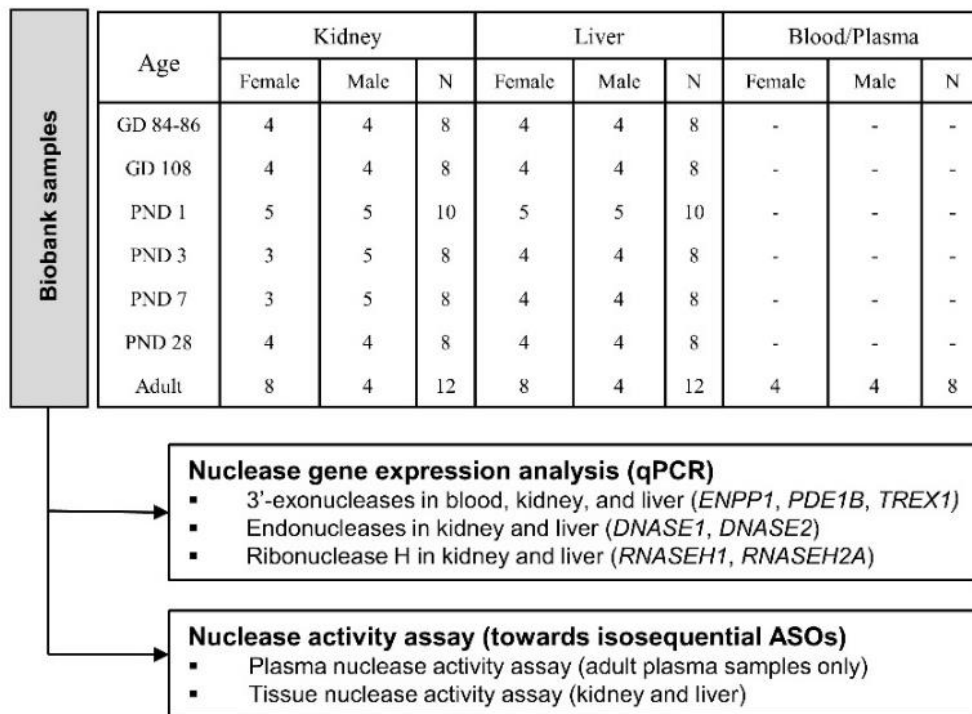 Biobank samples
Age Kidney Liver Blood/Plasma
Female Male N Female Male N Female Male N
GD 84-86 4 4 8 4 4 8 - - -
GD 108 4 4 8 4 4 8 - - -
PND 1 5 5 10 5 5 10 - - -
PND 3 3 5 8 4 4 8 - - -
PND 7 3 5 8 4 4 8 - - -
PND 28 4 4 8 4 4 8 - - -
Adult 8 4 12 8 4 12 4 4 8
Nuclease gene expression analysis (qPCR)
▪ 3'-exonucleases in blood, kidney, and liver (ENPP1, PDE1B, TREX1)
▪ Endonucleases in kidney and liver (DNASE1, DNASE2)
▪ Ribonuclease H in kidney and liver (RNASEH1, RNASEH2A)
Nuclease activity assay (towards isosequential ASOs)
▪ Plasma nuclease activity assay (adult plasma samples only)
▪ Tissue nuclease activity assay (kidney and liver)